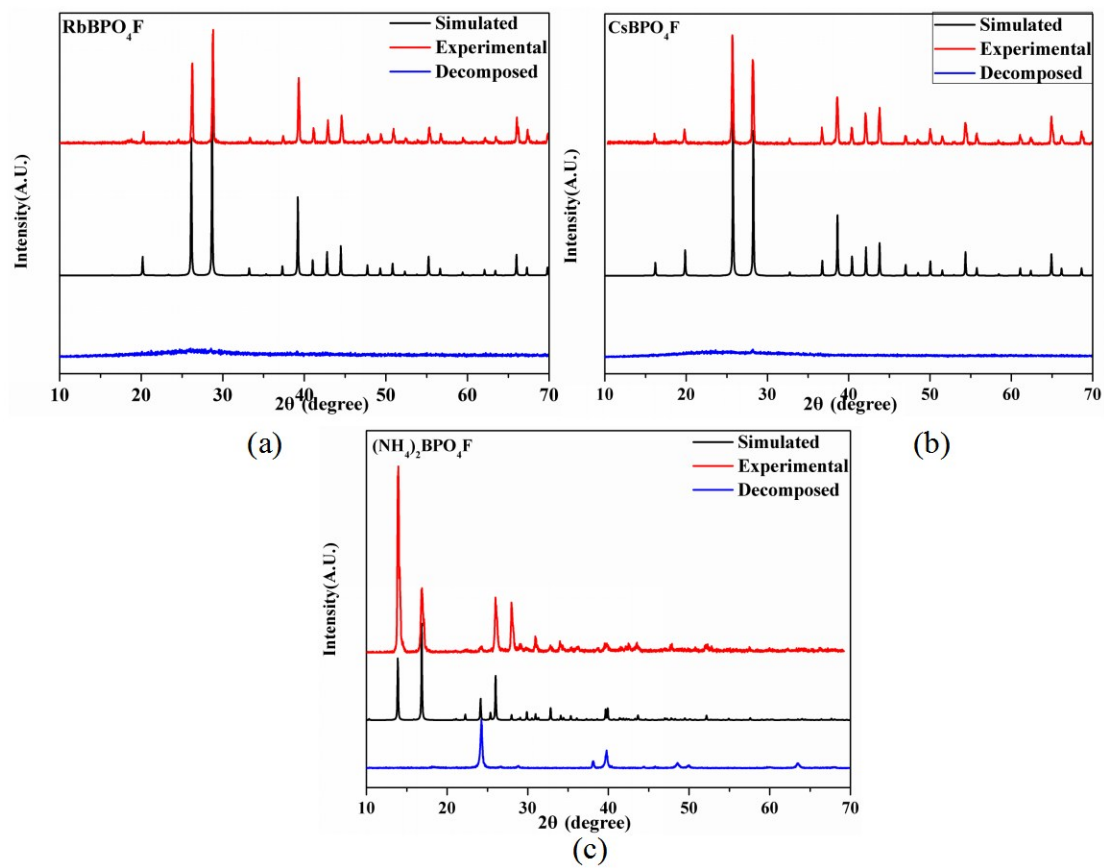 RbBPO₄F
Simulated
Experimental
Decomposed
Intensity(A.U.)
10 20 30 40 50 60 70
2θ (degree)
(a)
CsBPO₄F
Simulated
Experimental
Decomposed
Intensity(A.U.)
10 20 30 40 50 60 70
2θ (degree)
(b)
(NH₄)₂BPO₄F
Simulated
Experimental
Decomposed
Intensity(A.U.)
10 20 30 40 50 60 70
2θ (degree)
(c)